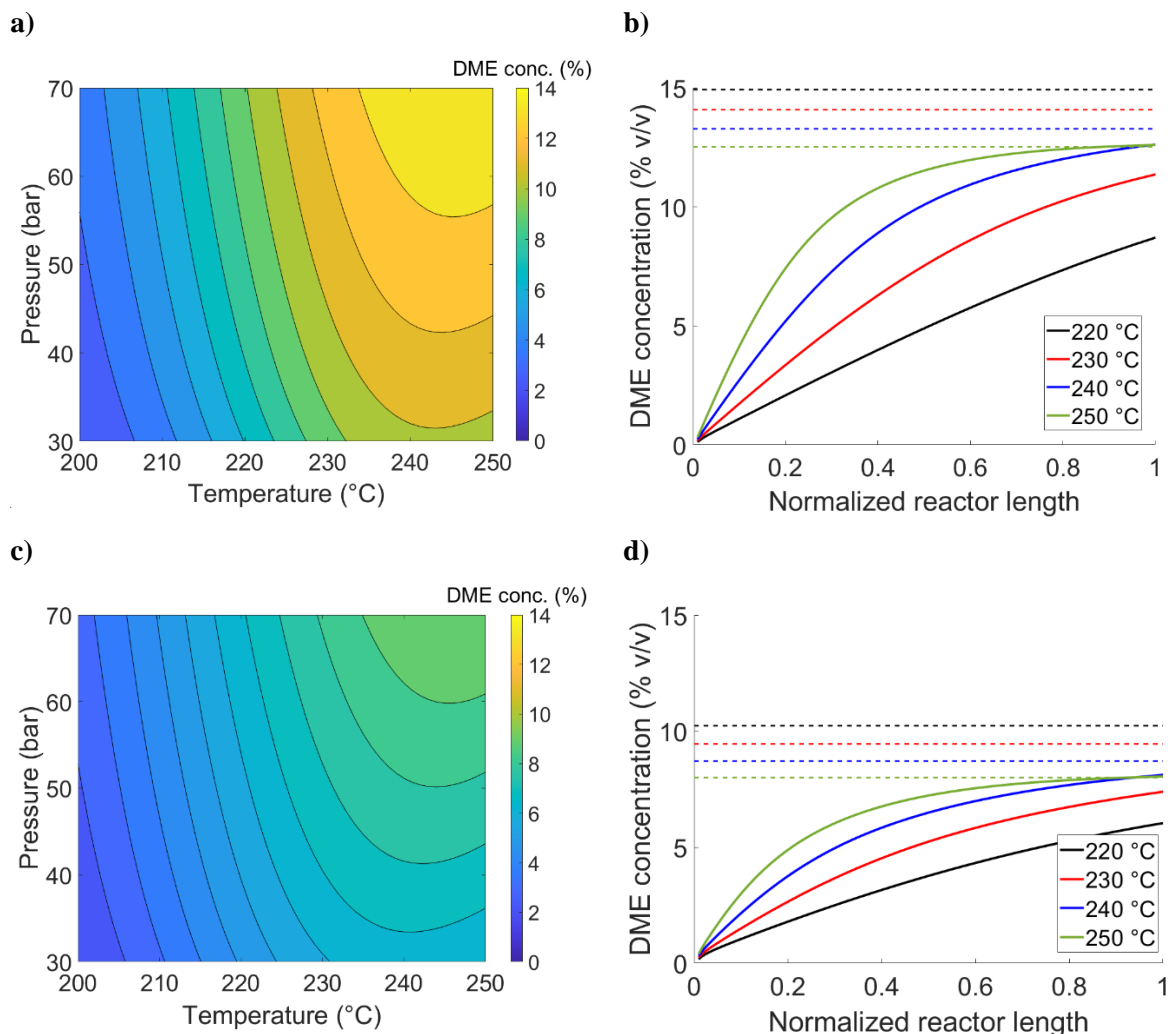 a)
DME conc. (%)
70
60
50
40
30
Pressure (bar)
200
210
220
230
240
250
Temperature (°C)
14
12
10
8
6
4
2
0
b)
15
10
5
0
DME concentration (% v/v)
0
0.2
0.4
0.6
0.8
1
Normalized reactor length
220 °C
230 °C
240 °C
250 °C
c)
DME conc. (%)
70
60
50
40
30
Pressure (bar)
200
210
220
230
240
250
Temperature (°C)
14
12
10
8
6
4
2
0
d)
15
10
5
0
DME concentration (% v/v)
0
0.2
0.4
0.6
0.8
1
Normalized reactor length
220 °C
230 °C
240 °C
250 °C